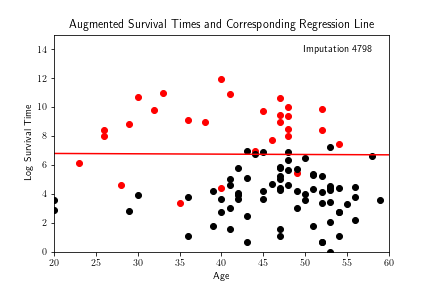 Augmented Survival Times and Corresponding Regression Line
Imputation 4798
Log Survival Time
14
12
10
8
6
4
2
0
20 25 30 35 40 45 50 55 60
Age